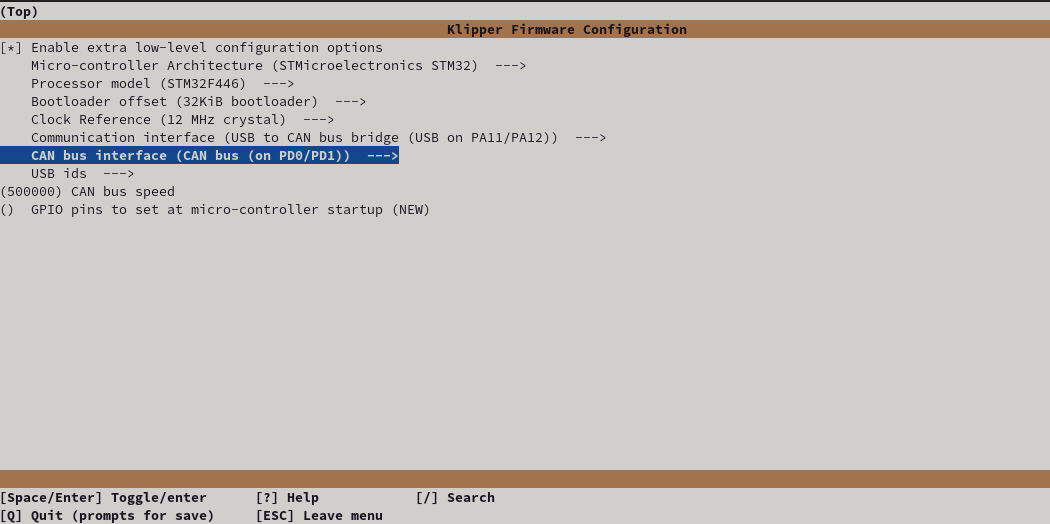 (Top)
Klipper Firmware Configuration
[*] Enable extra low-level configuration options
Micro-controller Architecture (STMicroelectronics STM32)  --->
Processor model (STM32F446)  --->
Bootloader offset (32KiB bootloader)  --->
Clock Reference (12 MHz crystal)  --->
Communication interface (USB to CAN bus bridge (USB on PA11/PA12))  --->
CAN bus interface (CAN bus (on PD0/PD1))  --->
USB ids  --->
(500000) CAN bus speed
()  GPIO pins to set at micro-controller startup (NEW)
[Space/Enter] Toggle/enter      [?] Help            [/] Search
[Q] Quit (prompts for save)     [ESC] Leave menu